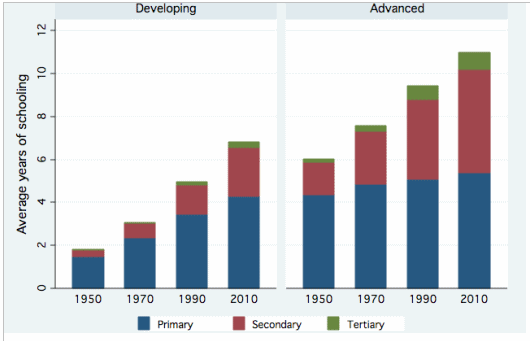 Developing
Advanced
Average years of schooling
12
10
8
6
4
2
0
1950 1970 1990 2010
1950 1970 1990 2010
Primary Secondary Tertiary